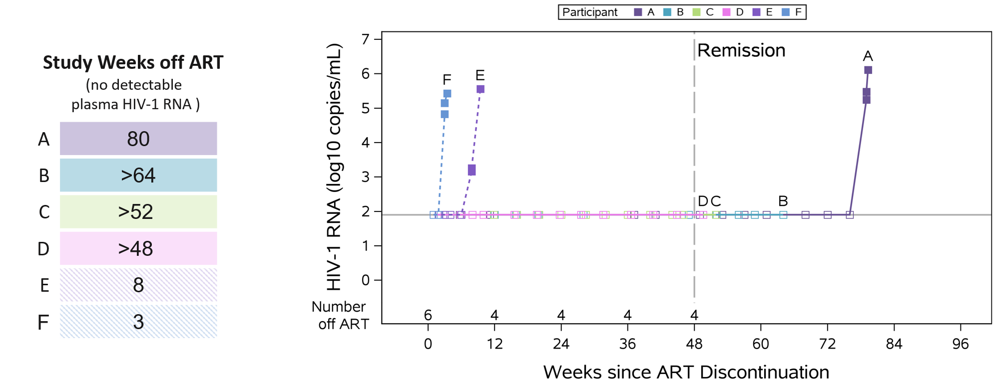 Study Weeks off ART
(no detectable
plasma HIV-1 RNA )
A 80
B >64
C >52
D >48
E 8
F 3
Participant A B C D E F
HIV-1 RNA (log10 copies/mL)
7
6
5
4
3
2
1
0
Remission
F
E
A
D C
B
Number
off ART
6 4 4 4 4
0 12 24 36 48 60 72 84 96
Weeks since ART Discontinuation